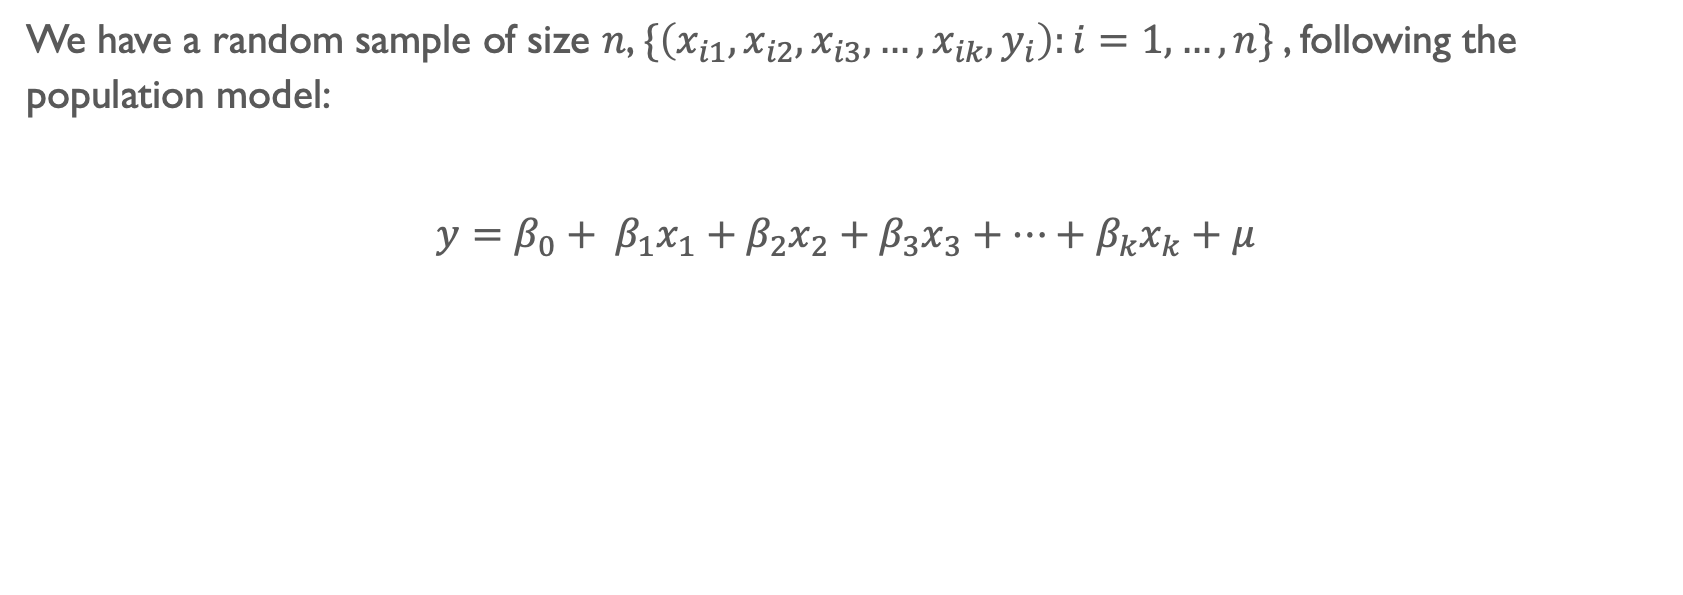 We have a random sample of size n, {(xᵢ₁, xᵢ₂, xᵢ₃, … , xᵢₖ, yᵢ): i = 1, … , n} , following the
population model:
y = β₀ + β₁x₁ + β₂x₂ + β₃x₃ + ⋯ + βₖxₖ + μ